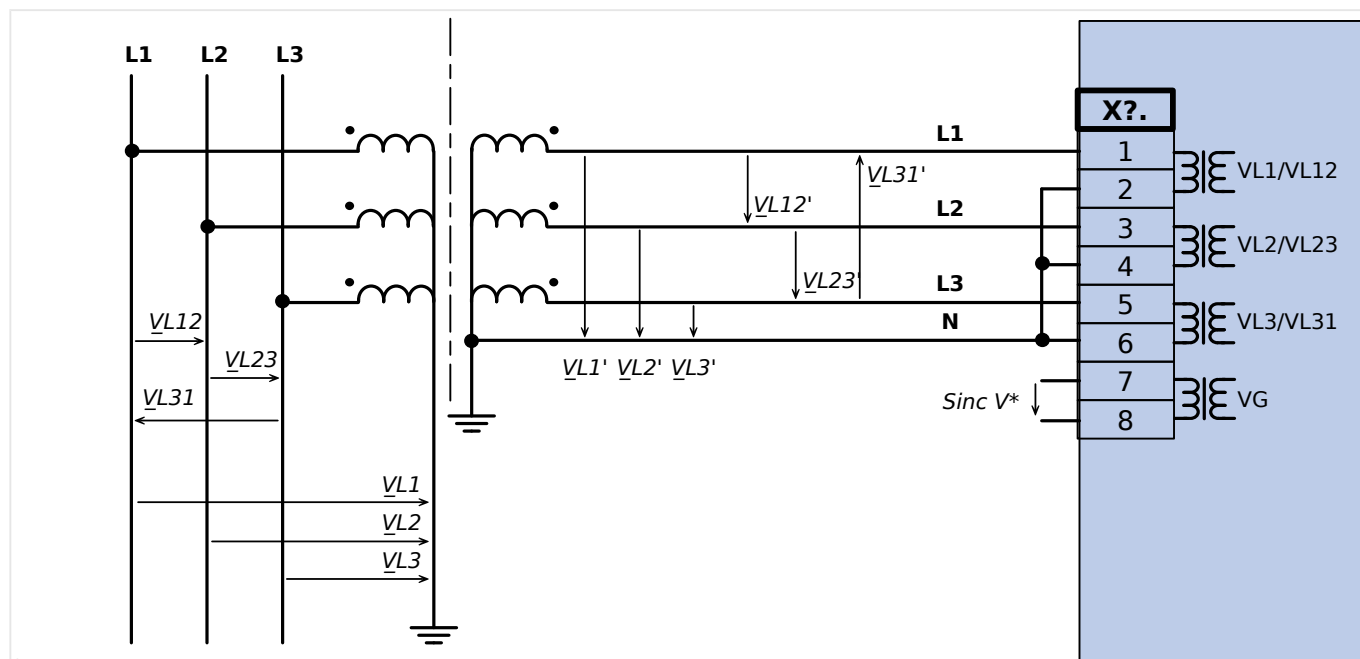 L1 L2 L3
X?.
L1
1
VL1/VL12
VL31'
2
VL12'
L2
3
VL2/VL23
4
VL23'
L3
5
VL3/VL31
N
6
VL12
VL23
VL1' VL2' VL3'
7
VL31
Sinc V*
VG
8
VL1
VL2
VL3